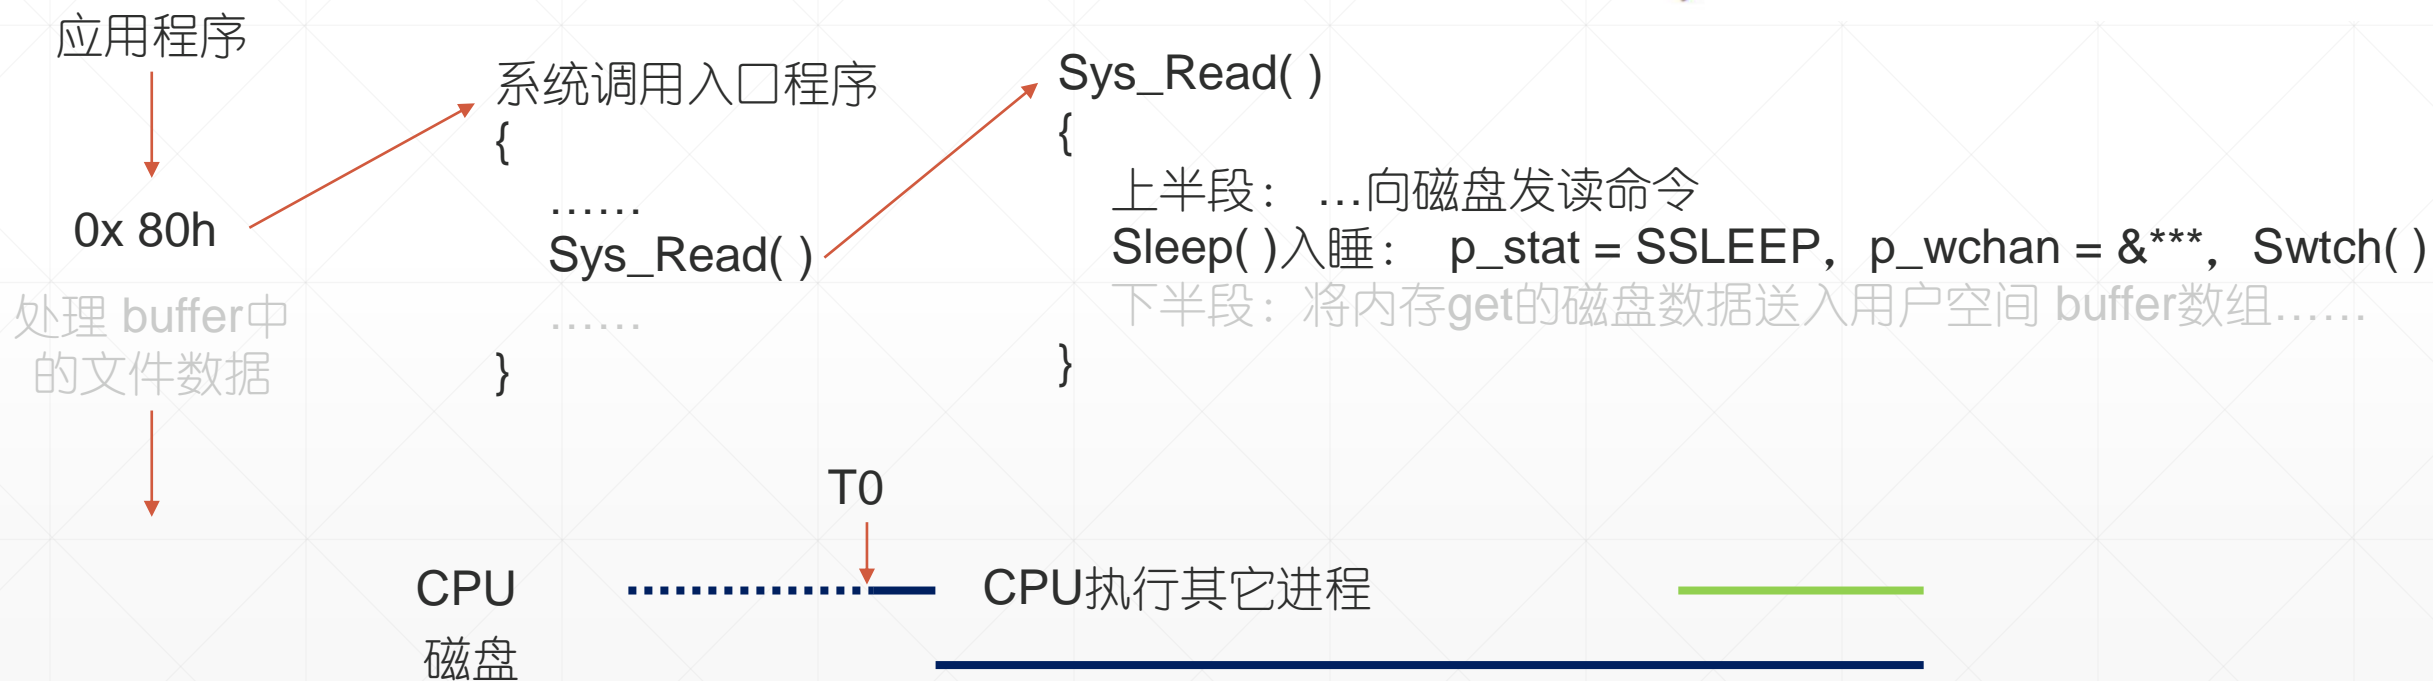 应用程序
0x 80h
处理 buffer中
的文件数据
系统调用入口程序
{
……
Sys_Read( )
……
}
Sys_Read( )
{
上半段： …向磁盘发读命令
Sleep( )入睡： p_stat = SSLEEP，p_wchan = &***，Swtch( )
下半段：将内存get的磁盘数据送入用户空间 buffer数组……
}
T0
CPU
CPU执行其它进程
磁盘